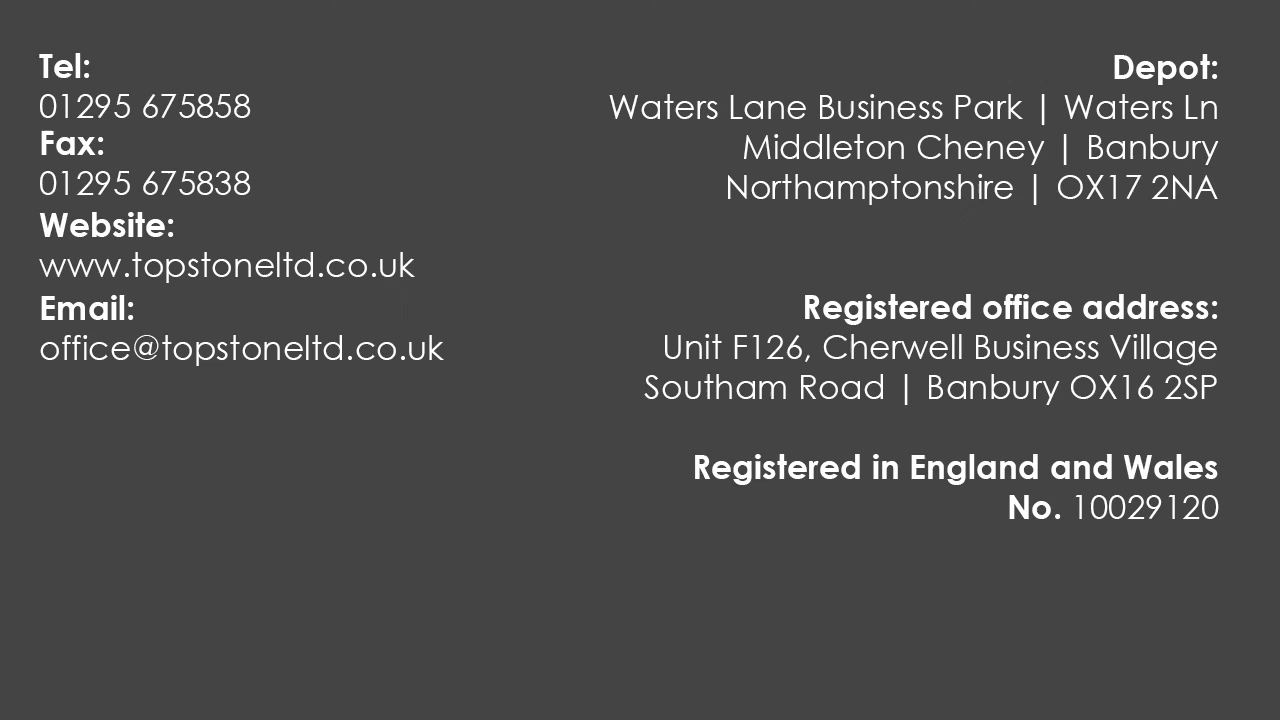 Tel:
01295 675858
Fax:
01295 675838
Website:
www.topstoneltd.co.uk
Email:
office@topstoneltd.co.uk
Depot:
Waters Lane Business Park | Waters Ln
Middleton Cheney | Banbury
Northamptonshire | OX17 2NA
Registered office address:
Unit F126, Cherwell Business Village
Southam Road | Banbury OX16 2SP
Registered in England and Wales
No. 10029120